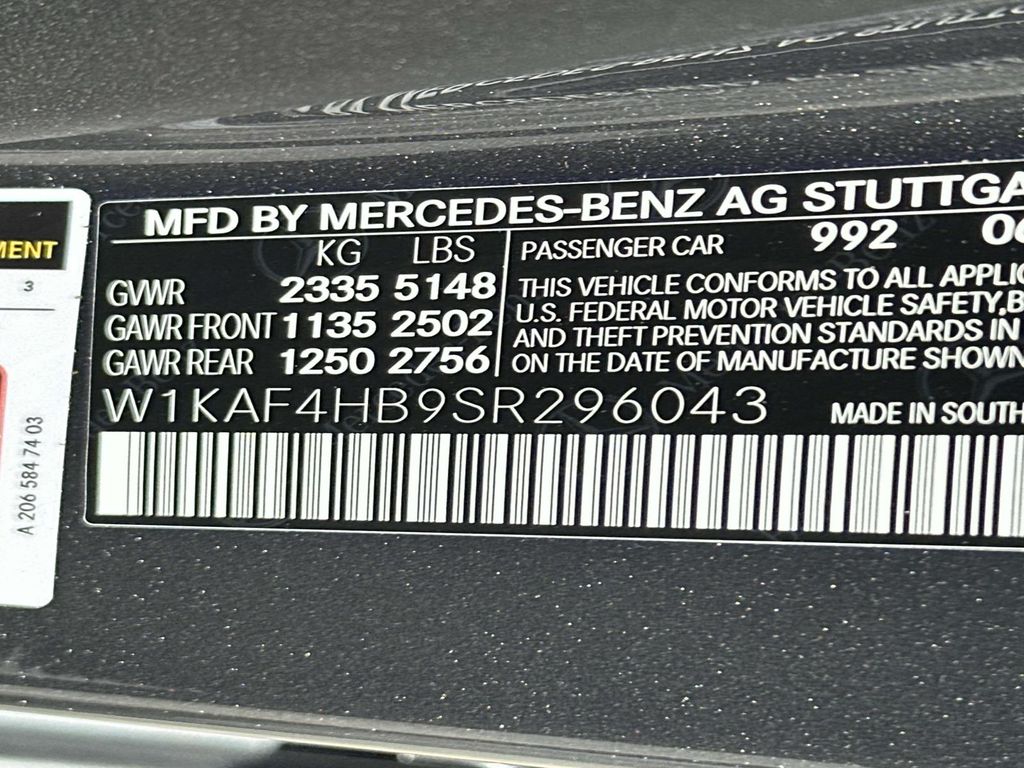 MFD BY MERCEDES-BENZ AG STUTTGA
KG LBS
GVWR 2335 5148
GAWR FRONT 1135 2502
GAWR REAR 1250 2756
PASSENGER CAR 992 06
THIS VEHICLE CONFORMS TO ALL APPLIC
U.S. FEDERAL MOTOR VEHICLE SAFETY, B
AND THEFT PREVENTION STANDARDS IN
ON THE DATE OF MANUFACTURE SHOWN
W1KAF4HB9SR296043
MADE IN SOUTH
MENT
3
A 206 584 74 03